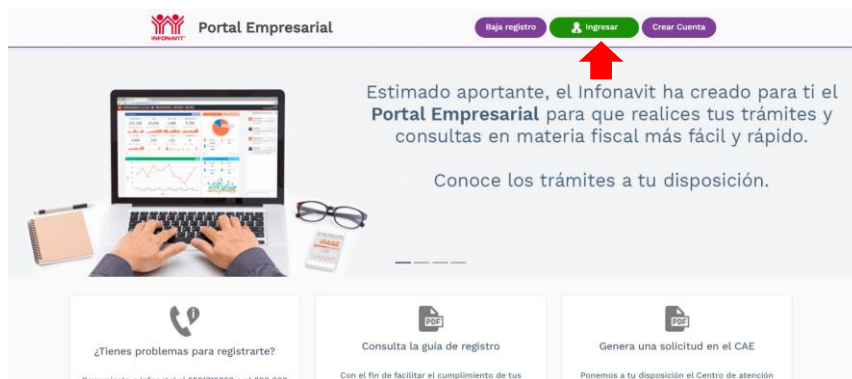 INFONAVIT
Portal Empresarial
Baja registro
Ingresar
Crear Cuenta
Estimado aportante, el Infonavit ha creado para ti el
Portal Empresarial para que realices tus trámites y
consultas en materia fiscal más fácil y rápido.
Conoce los trámites a tu disposición.
¿Tienes problemas para registrarte?
PDF
Consulta la guía de registro
Con el fin de facilitar el cumplimiento de tus
PDF
Genera una solicitud en el CAE
Ponemos a tu disposición el Centro de atención